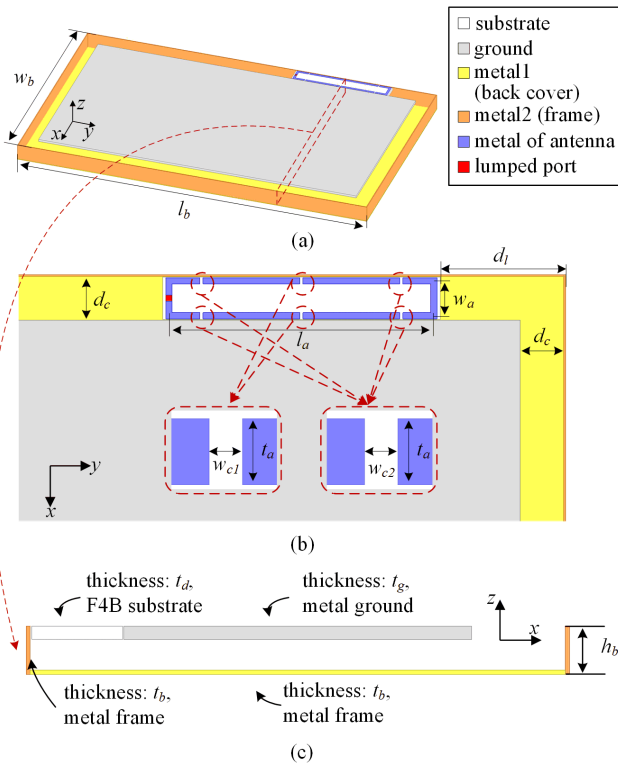 substrate
ground
metal1
(back cover)
metal2 (frame)
metal of antenna
lumped port
w_b
z
y
x
l_b
(a)
d_l
d_c
w_a
l_a
d_c
w_c1
t_a
w_c2
t_a
y
x
(b)
thickness: t_d,
F4B substrate
thickness: t_g,
metal ground
z
x
h_b
thickness: t_b,
metal frame
thickness: t_b,
metal frame
(c)